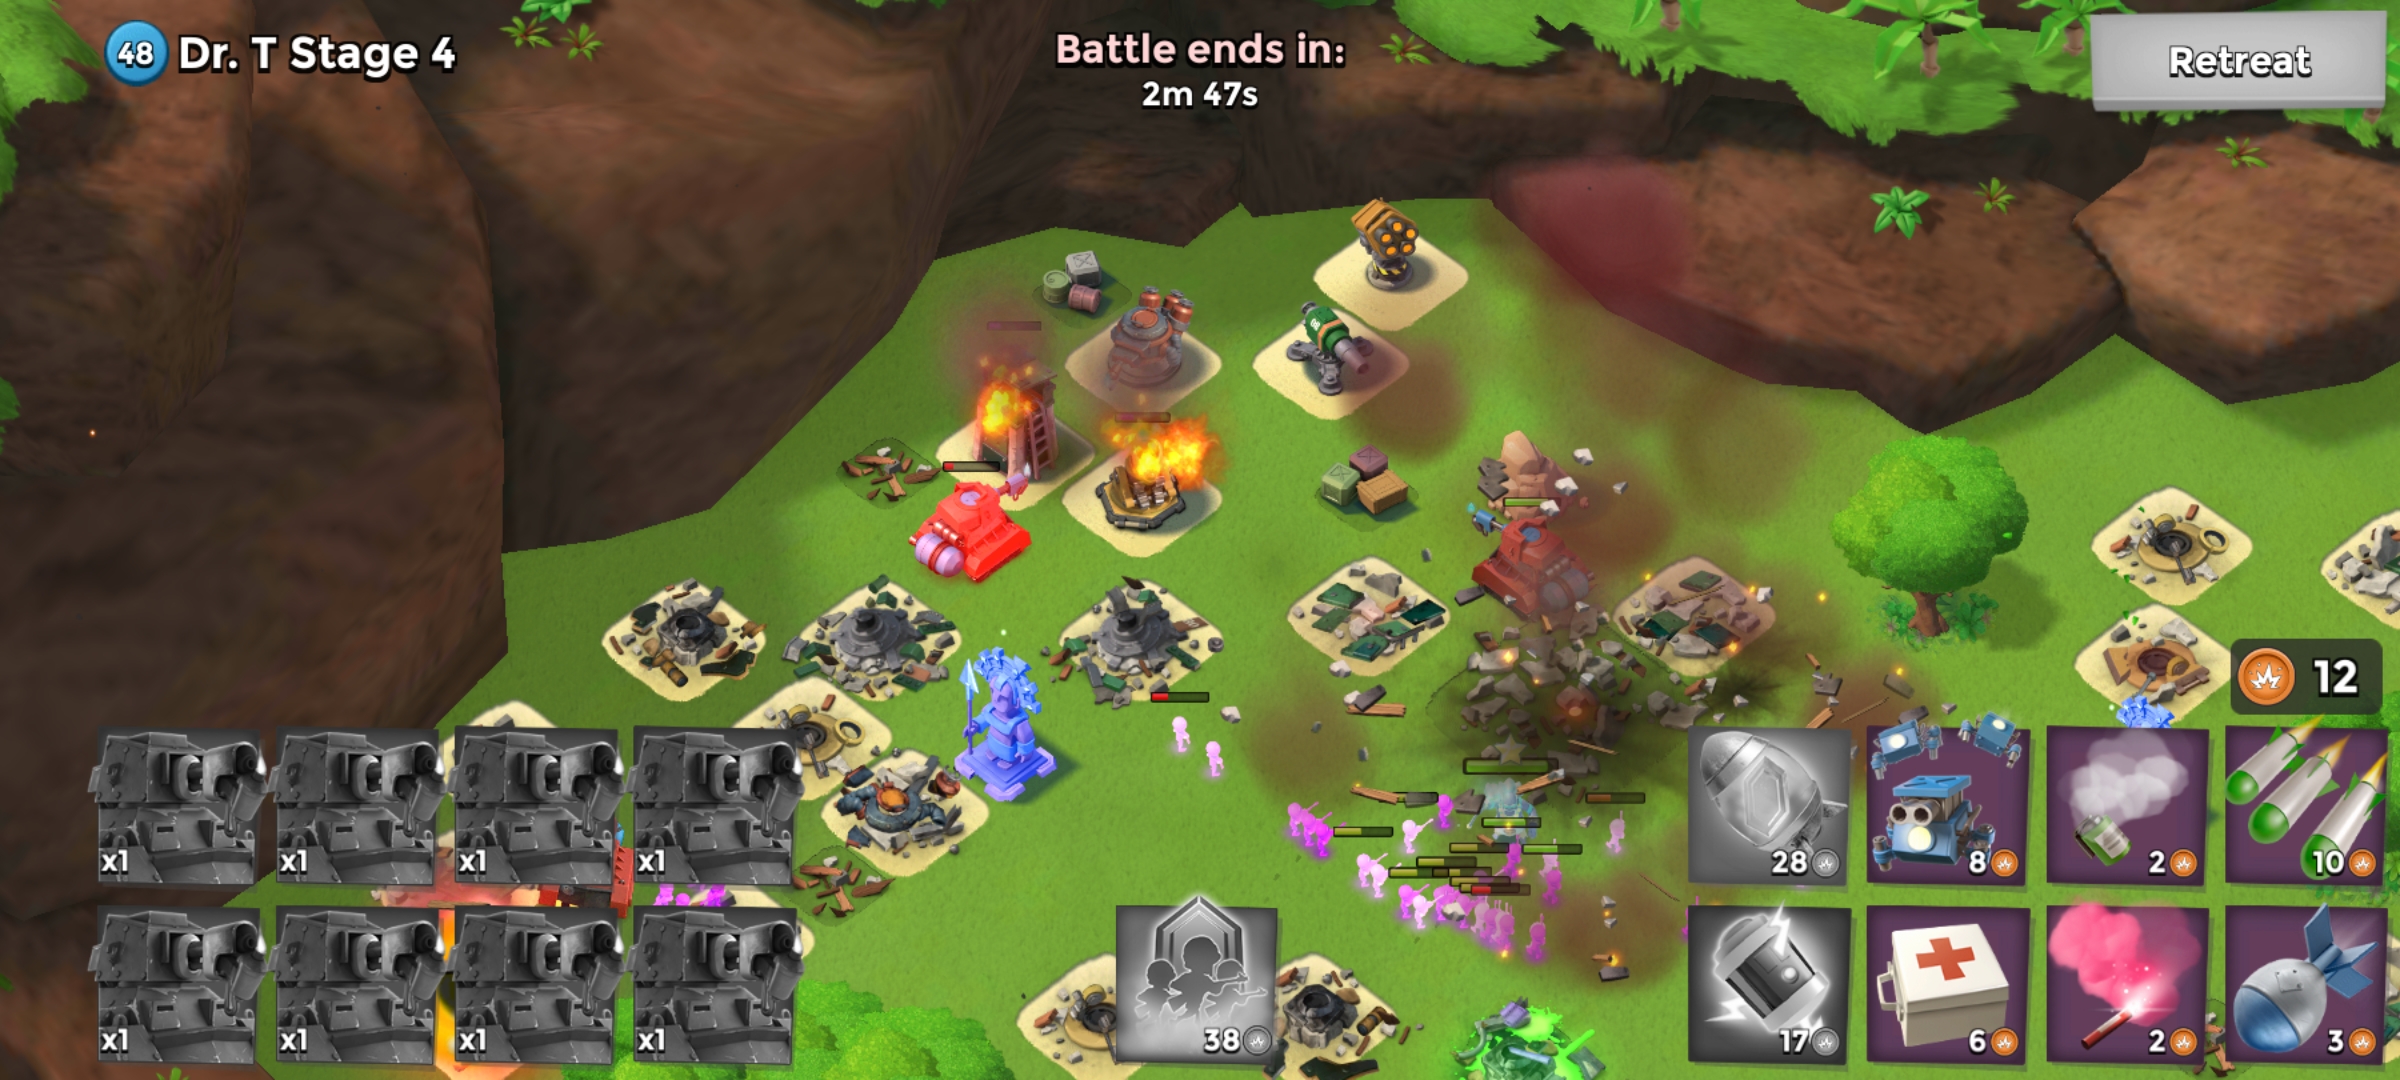 48 Dr. T Stage 4
Battle ends in:
2m 47s
Retreat
12
x1 x1 x1 x1
28 8 2 10
x1 x1 x1 x1
38
17 6 2 3